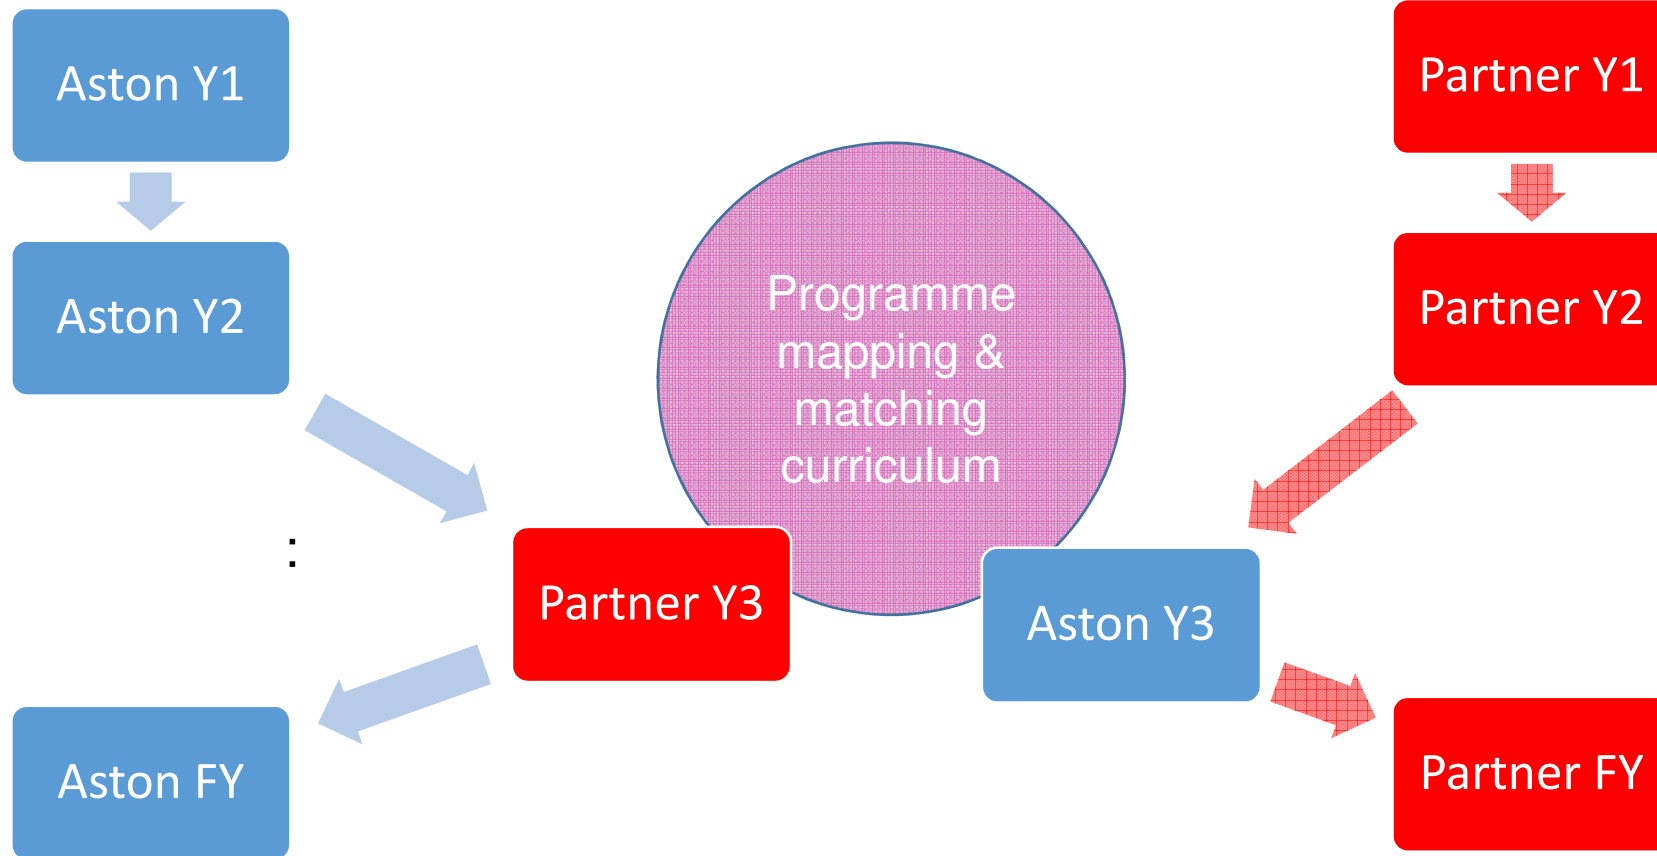 Aston Y1
Partner Y1
Aston Y2
Partner Y2
Programme
mapping &
matching
curriculum
:
Partner Y3
Aston Y3
Aston FY
Partner FY